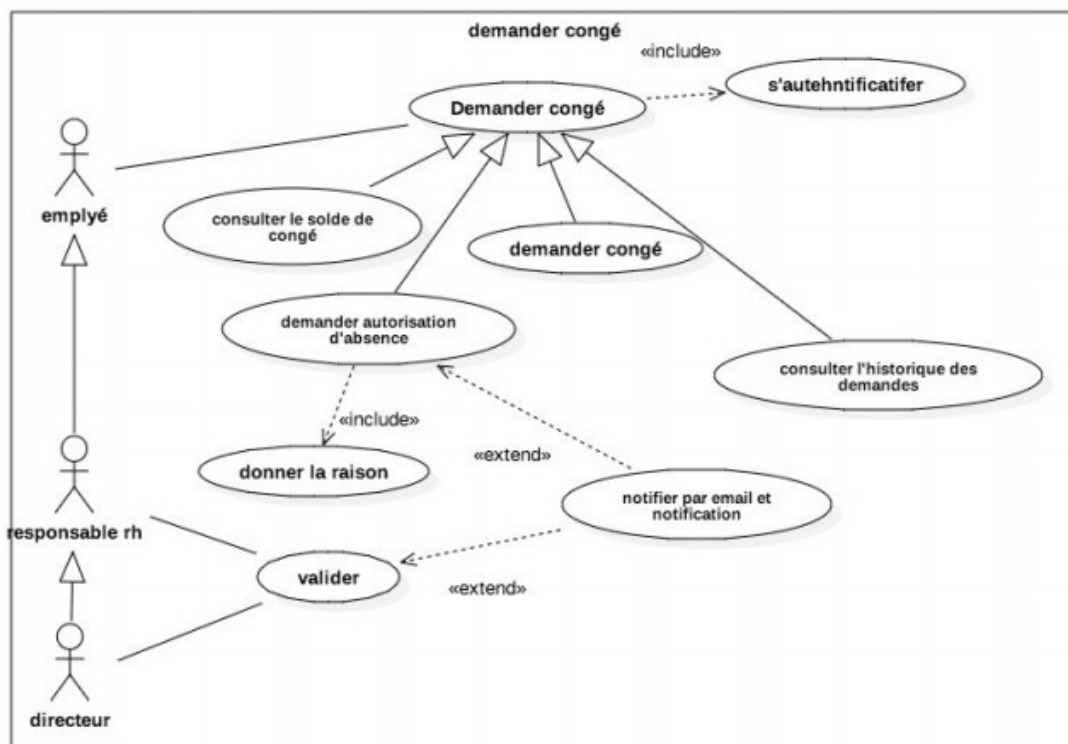 demander congé
«include»
s'autehntificatifer
Demander congé
emplyé
consulter le solde de
congé
demander congé
demander autorisation
d'absence
consulter l'historique des
demandes
«include»
donner la raison
«extend»
notifier par email et
notification
responsable rh
valider
«extend»
directeur